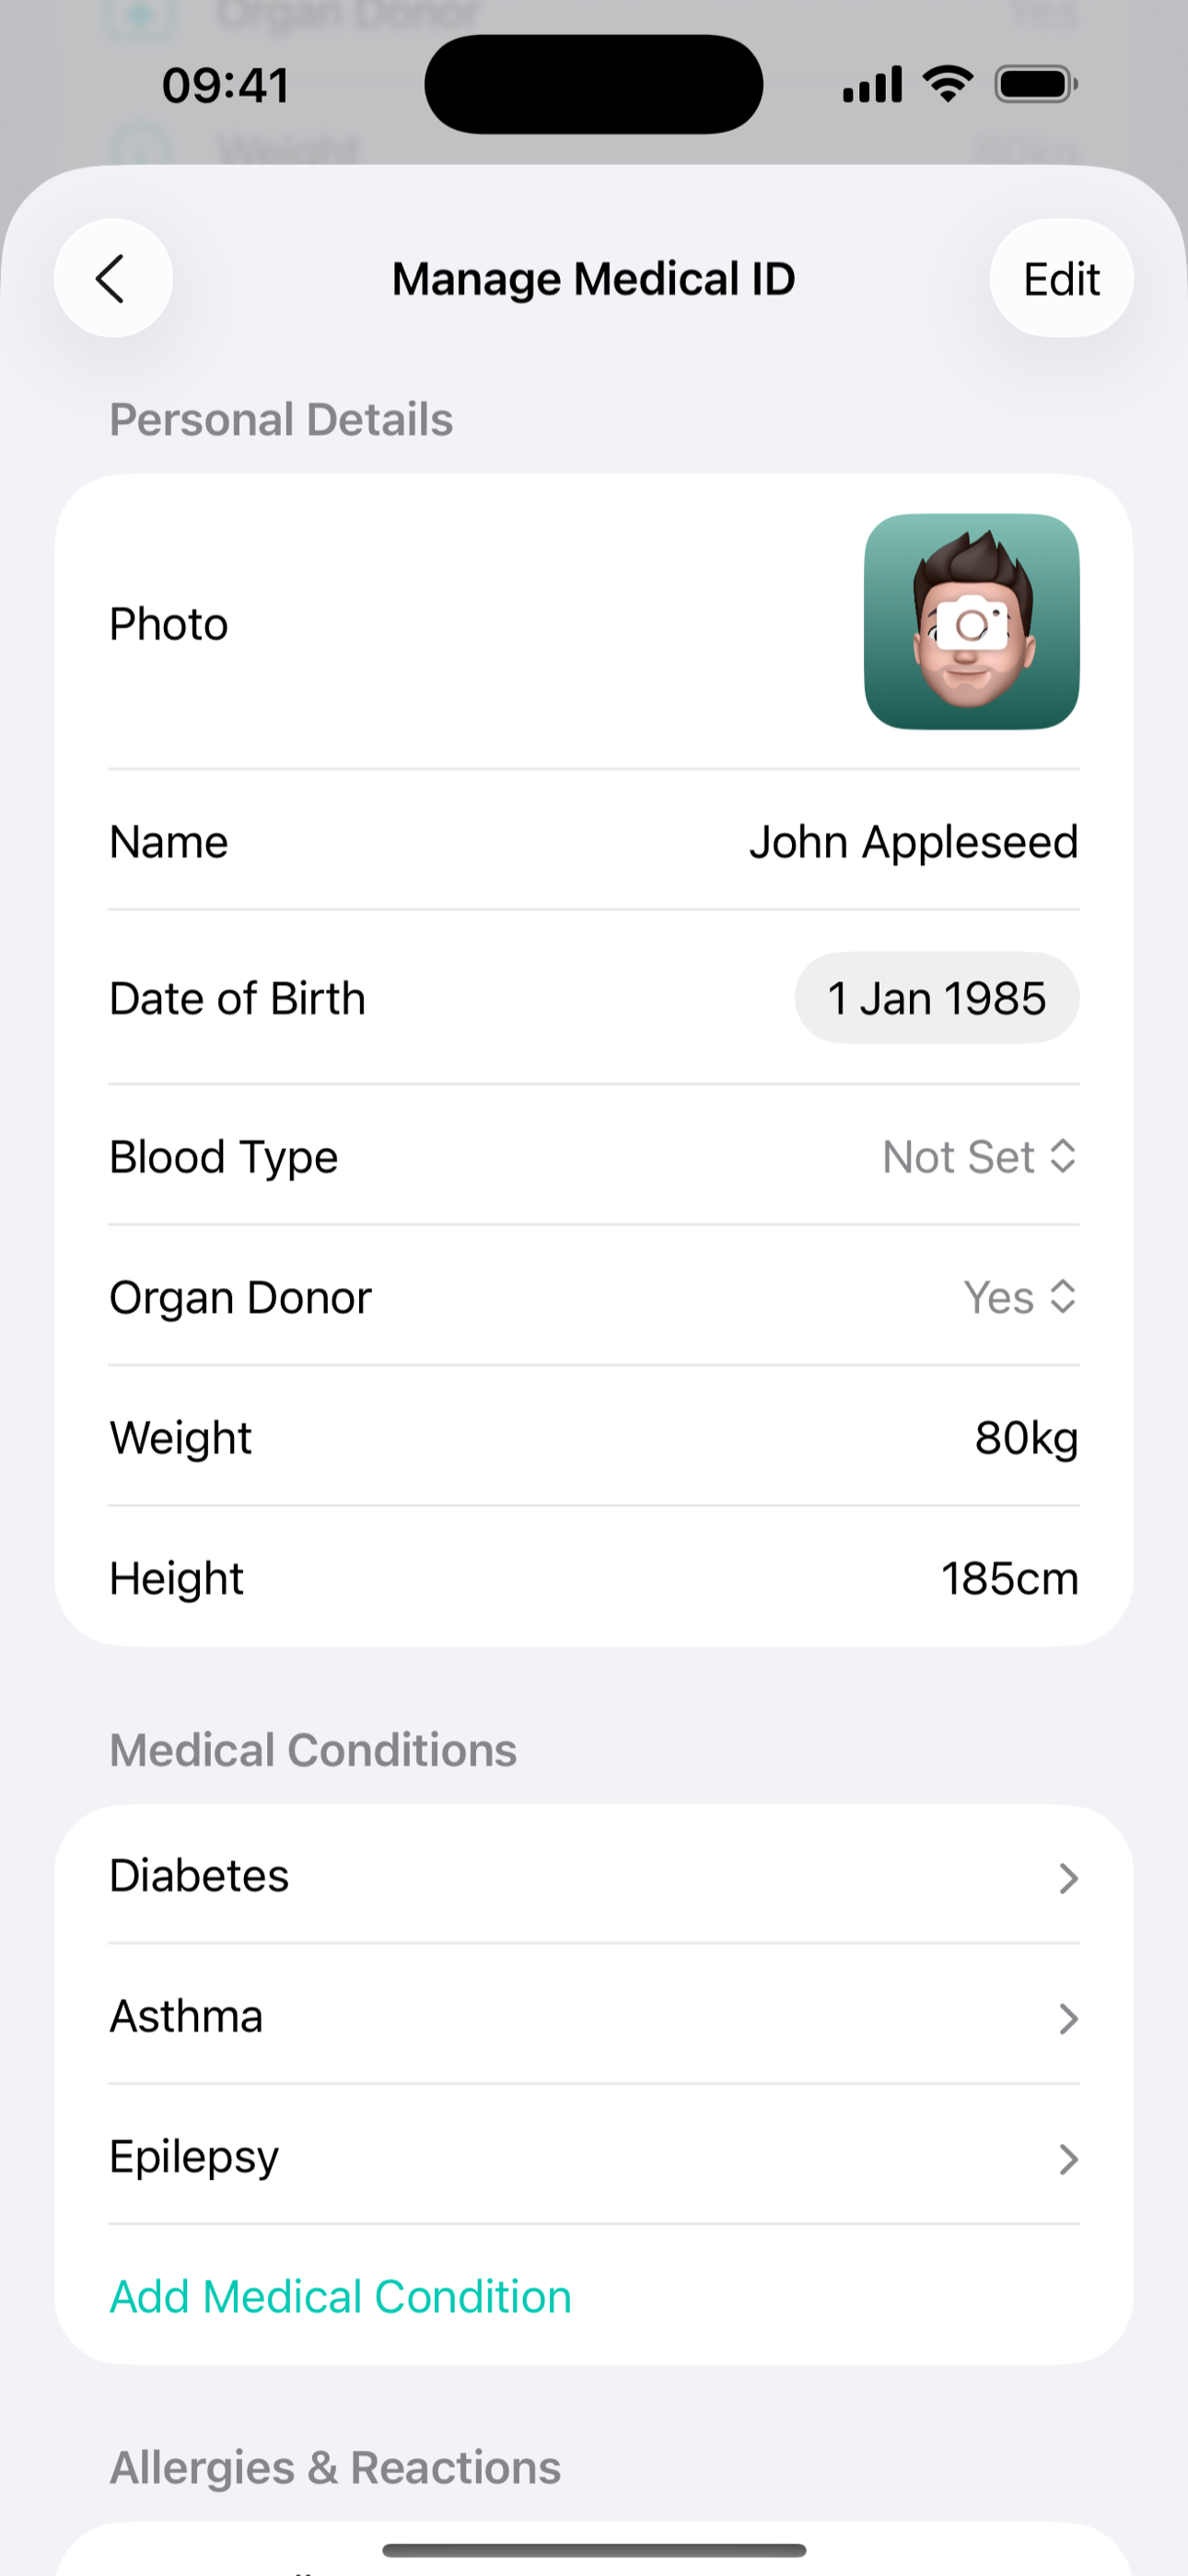 Organ Donor Yes
09:41
Weight 80kg
Manage Medical ID
Edit
Personal Details
Photo
Name John Appleseed
Date of Birth 1 Jan 1985
Blood Type Not Set
Organ Donor Yes
Weight 80kg
Height 185cm
Medical Conditions
Diabetes
Asthma
Epilepsy
Add Medical Condition
Allergies & Reactions